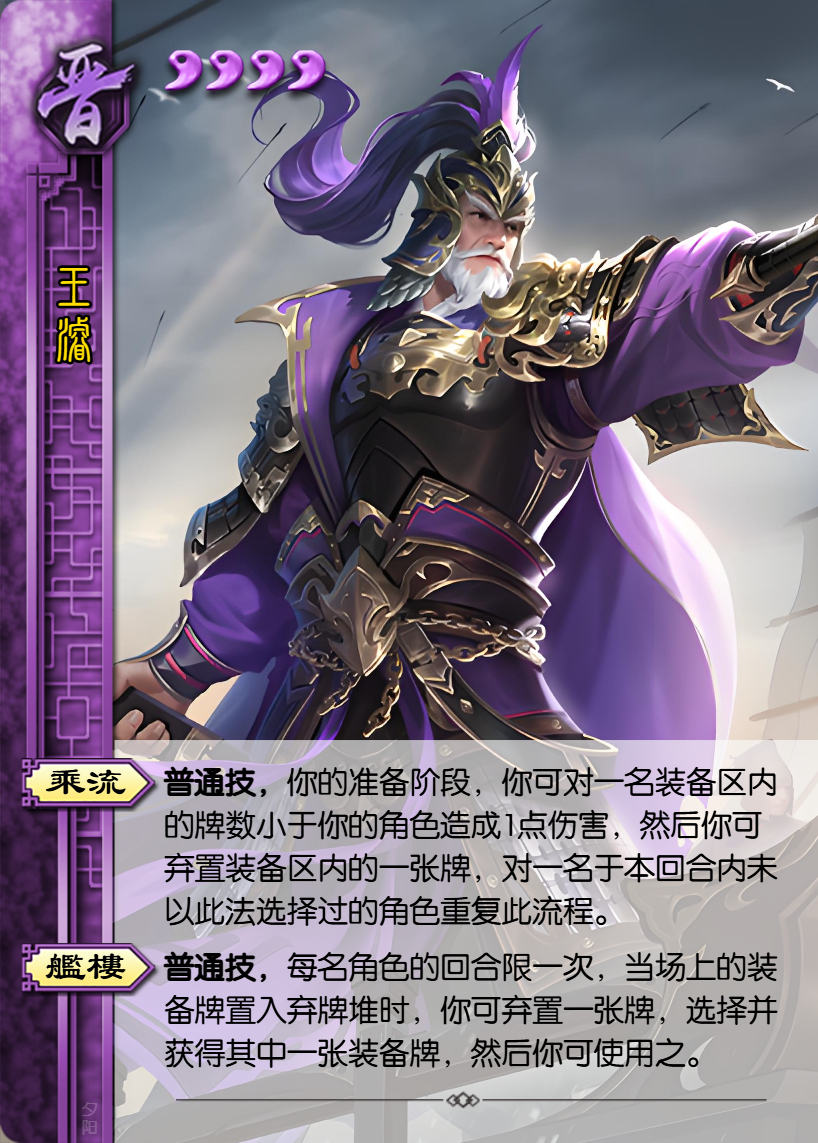 晋
王濬
乘流
普通技，你的准备阶段，你可对一名装备区内
的牌数小于你的角色造成1点伤害，然后你可
弃置装备区内的一张牌，对一名于本回合内未
以此法选择过的角色重复此流程。
艦樓
普通技，每名角色的回合限一次，当场上的装
备牌置入弃牌堆时，你可弃置一张牌，选择并
获得其中一张装备牌，然后你可使用之。
夕阳